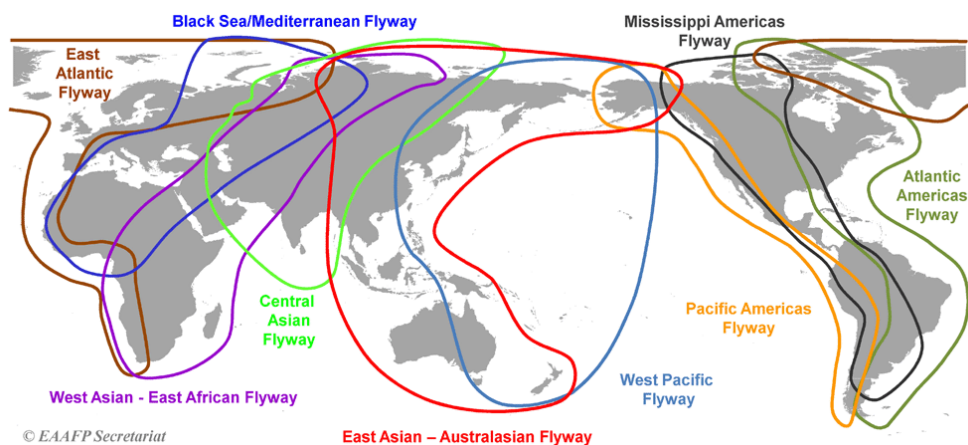 Black Sea/Mediterranean Flyway
Mississippi Americas
Flyway
East
Atlantic
Flyway
Atlantic
Americas
Flyway
Central
Asian
Flyway
Pacific Americas
Flyway
West Asian - East African Flyway
West Pacific
Flyway
East Asian – Australasian Flyway
© EAAFP Secretariat